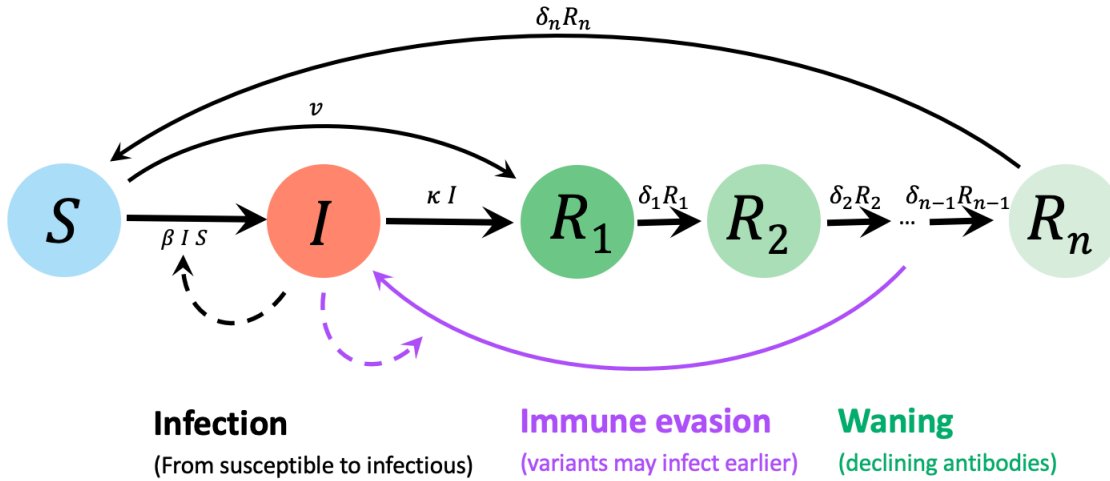 δₙRₙ
v
S
β I S
I
κ I
R₁
δ₁R₁
R₂
δ₂R₂
...
δₙ₋₁Rₙ₋₁
Rₙ
Infection
(From susceptible to infectious)
Immune evasion
(variants may infect earlier)
Waning
(declining antibodies)